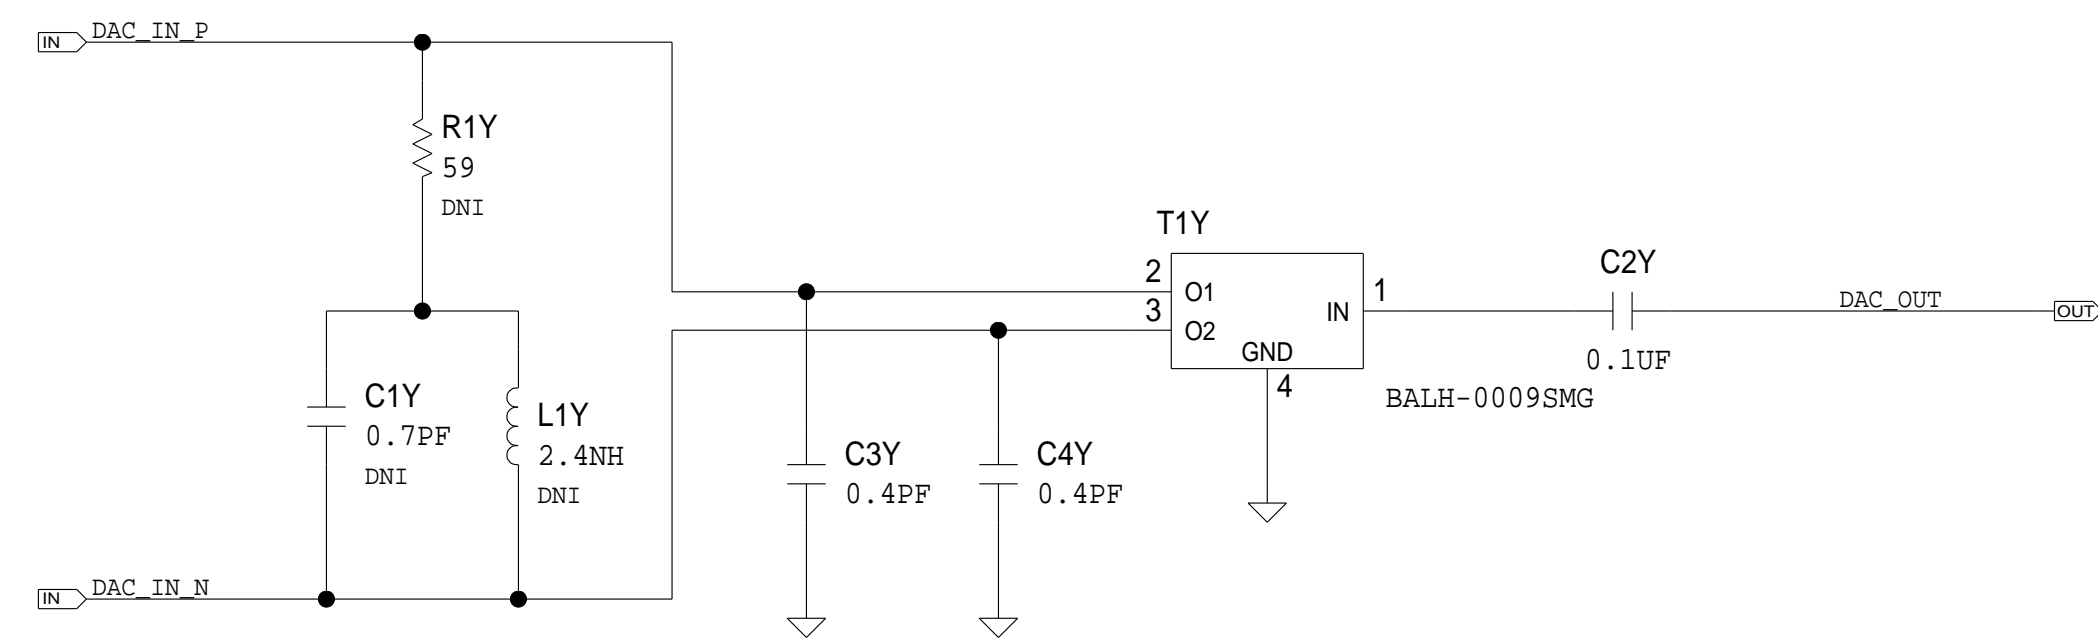 IN DAC_IN_P
R1Y
59
DNI
T1Y
C2Y
2
O1
1
3
IN
O2
DAC_OUT
OUT
GND
0.1UF
4
BALH-0009SMG
C1Y
0.7PF
DNI
L1Y
2.4NH
DNI
C3Y
0.4PF
C4Y
0.4PF
IN DAC_IN_N